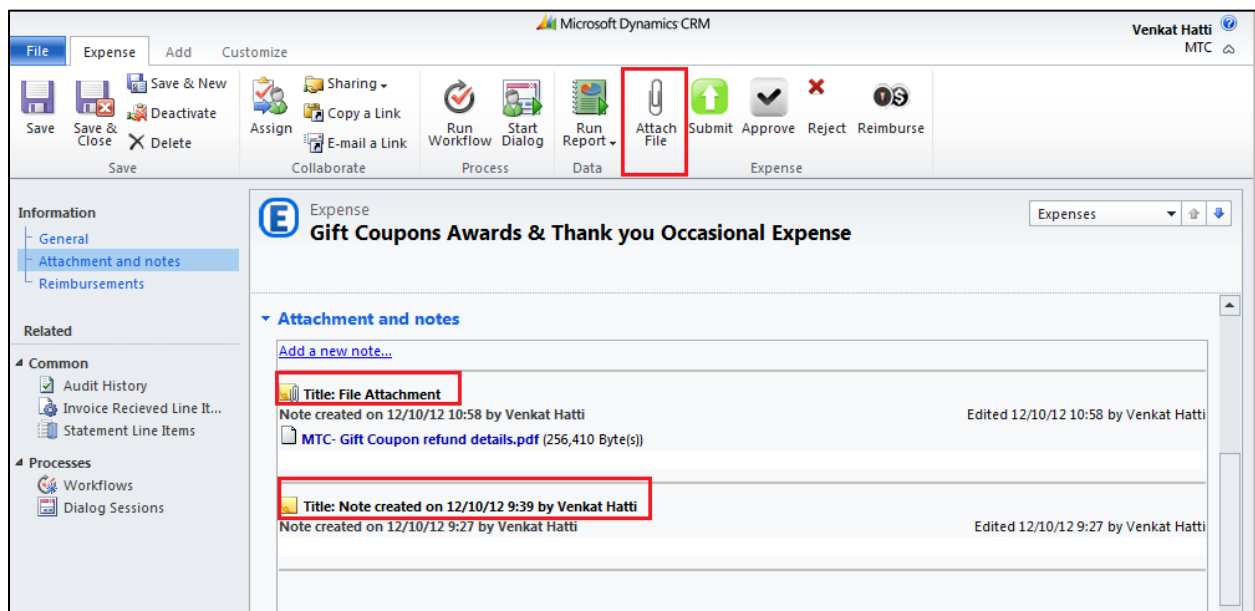 Microsoft Dynamics CRM
Venkat Hatti
MTC
File Expense Add Customize
Save
Save & Close
Save & New
Deactivate
Delete
Save
Assign
Sharing
Copy a Link
E-mail a Link
Collaborate
Run Workflow
Start Dialog
Process
Run Report
Data
Attach File
Submit
Approve
Reject
Reimburse
Expense
Information
General
Attachment and notes
Reimbursements
Related
Common
Audit History
Invoice Recieved Line It...
Statement Line Items
Processes
Workflows
Dialog Sessions
E
Expense
Gift Coupons Awards & Thank you Occasional Expense
Expenses
Attachment and notes
Add a new note...
Title: File Attachment
Note created on 12/10/12 10:58 by Venkat Hatti
Edited 12/10/12 10:58 by Venkat Hatti
MTC- Gift Coupon refund details.pdf (256,410 Byte(s))
Title: Note created on 12/10/12 9:39 by Venkat Hatti
Note created on 12/10/12 9:27 by Venkat Hatti
Edited 12/10/12 9:27 by Venkat Hatti